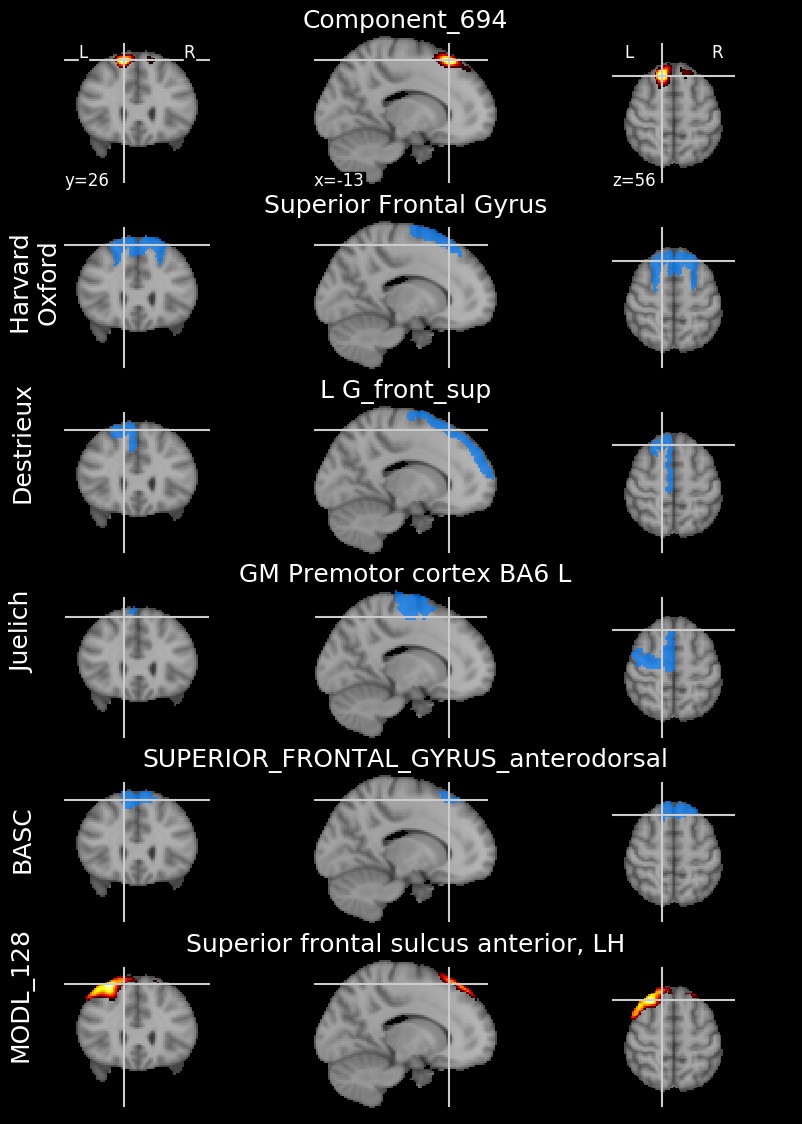 Component_694
L R
L R
y=26
x=-13
z=56
Superior Frontal Gyrus
Harvard
Oxford
L G_front_sup
Destrieux
GM Premotor cortex BA6 L
Juelich
SUPERIOR_FRONTAL_GYRUS_anterodorsal
BASC
Superior frontal sulcus anterior, LH
MODL_128